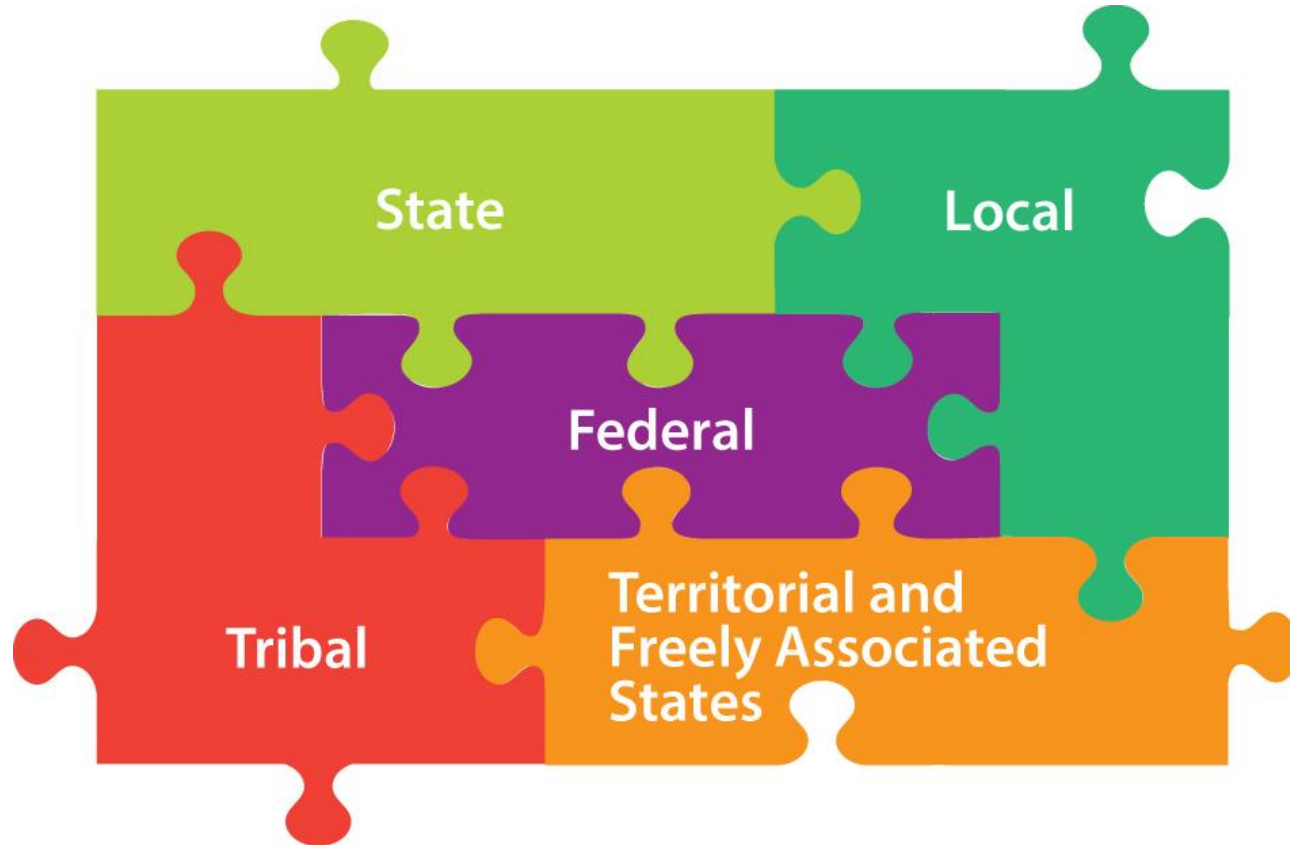 State
Local
Federal
Tribal
Territorial and
Freely Associated
States